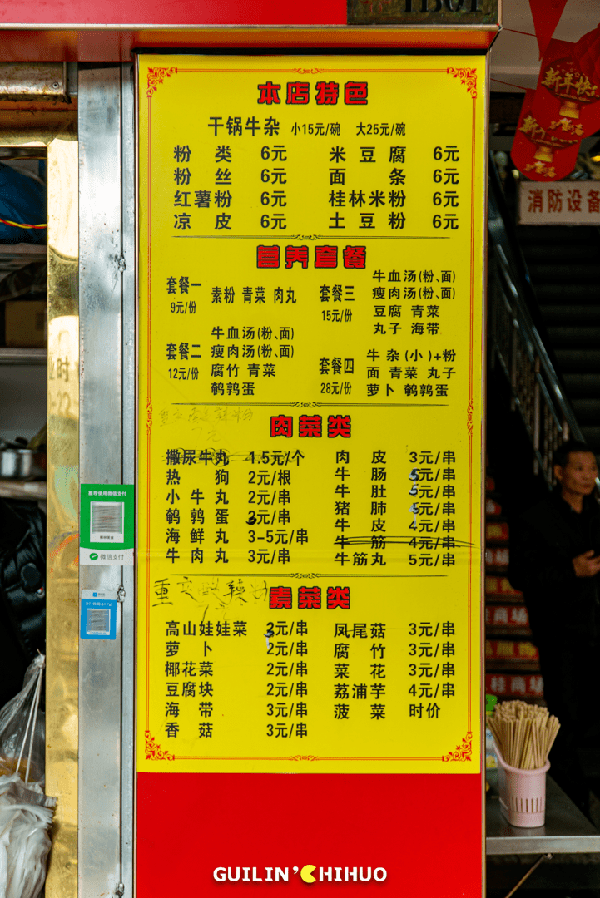 本店特色
干锅牛杂 小15元/碗 大25元/碗
粉类 6元 米豆腐 6元
粉丝 6元 面条 6元
红薯粉 6元 桂林米粉 6元
凉皮 6元 土豆粉 6元
营养套餐
套餐一 9元/份 素粉 青菜 肉丸
套餐三 15元/份
牛血汤(粉、面)
瘦肉汤(粉、面)
豆腐 青菜
丸子 海带
套餐二 12元/份
牛血汤(粉、面)
瘦肉汤(粉、面)
腐竹 青菜
鹌鹑蛋
套餐四 28元/份
牛杂(小)+粉
面 青菜 丸子
萝卜 鹌鹑蛋
肉菜类
撒尿牛丸 1.5元/个 肉皮 3元/串
热狗 2元/根 牛肠 5元/串
小牛丸 2元/串 牛肚 5元/串
鹌鹑蛋 3元/串 猪肺 元/串
海鲜丸 3-5元/串 牛皮 4元/串
牛肉丸 3元/串 牛筋 4元/串
牛筋丸 5元/串
重
素菜类
高山娃娃菜 3元/串 凤尾菇 3元/串
萝卜 2元/串 腐竹 3元/串
椰花菜 2元/串 菜花 3元/串
豆腐块 2元/串 荔浦芋 4元/串
海带 3元/串 菠菜 时价
香菇 3元/串
新年快
消防设备
微信支付
GUILIN'CHIHUO